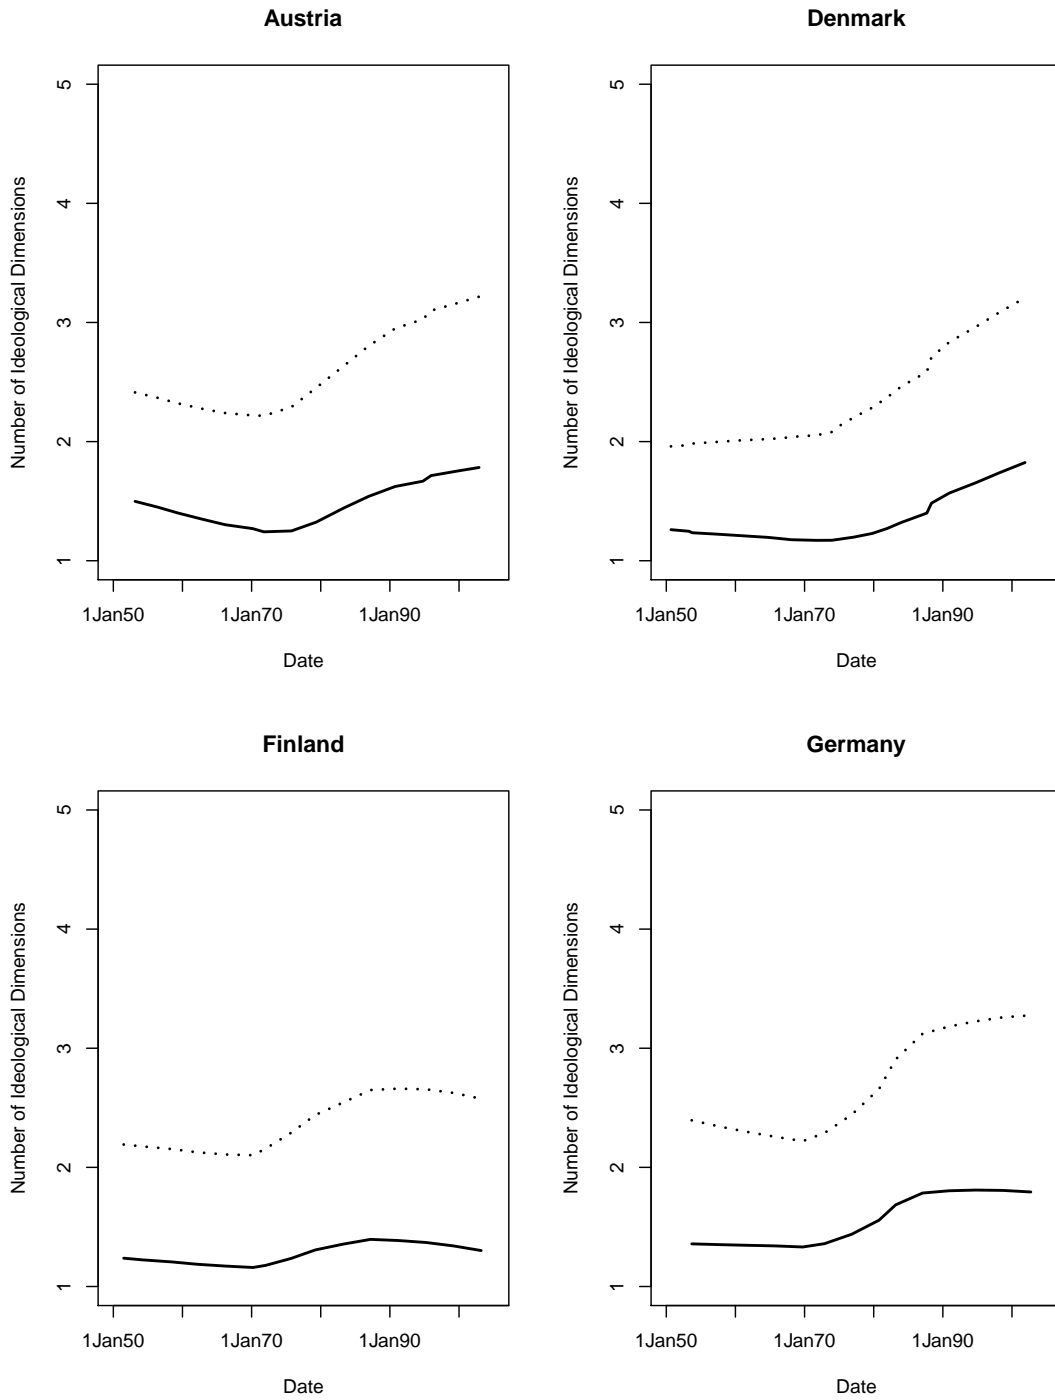 Austria
Number of Ideological Dimensions
5
4
3
2
1
1Jan50 1Jan70 1Jan90
Date
Denmark
Number of Ideological Dimensions
5
4
3
2
1
1Jan50 1Jan70 1Jan90
Date
Finland
Number of Ideological Dimensions
5
4
3
2
1
1Jan50 1Jan70 1Jan90
Date
Germany
Number of Ideological Dimensions
5
4
3
2
1
1Jan50 1Jan70 1Jan90
Date